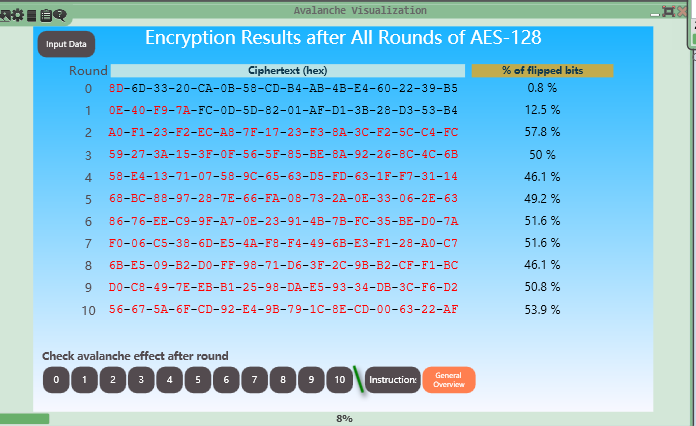 Avalanche Visualization
Input Data
Encryption Results after All Rounds of AES-128
Round Ciphertext (hex) % of flipped bits
0 8D-6D-33-20-CA-0B-58-CD-B4-AB-4B-E4-60-22-39-B5 0.8 %
1 0E-40-F9-7A-FC-0D-5D-82-01-AF-D1-3B-28-D3-53-B4 12.5 %
2 A0-F1-23-F2-EC-A8-7F-17-23-F3-8A-3C-F2-5C-C4-FC 57.8 %
3 59-27-3A-15-3F-0F-56-5F-85-BE-8A-92-26-8C-4C-6B 50 %
4 58-E4-13-71-07-58-9C-65-63-D5-FD-63-1F-F7-31-14 46.1 %
5 68-BC-88-97-28-7E-66-FA-08-73-2A-0E-33-06-2E-63 49.2 %
6 86-76-EE-C9-9F-A7-0E-23-91-4B-7B-FC-35-BE-D0-7A 51.6 %
7 F0-06-C5-38-6D-E5-4A-F8-F4-49-6B-E3-F1-28-A0-C7 51.6 %
8 6B-E5-09-B2-D0-FF-98-71-D6-3F-2C-9B-B2-CF-F1-BC 46.1 %
9 D0-C8-49-7E-EB-B1-25-98-DA-E5-93-34-DB-3C-F6-D2 50.8 %
10 56-67-5A-6F-CD-92-E4-9B-79-1C-8E-CD-00-63-22-AF 53.9 %
Check avalanche effect after round
0 1 2 3 4 5 6 7 8 9 10 Instruction: General
Overview
8%